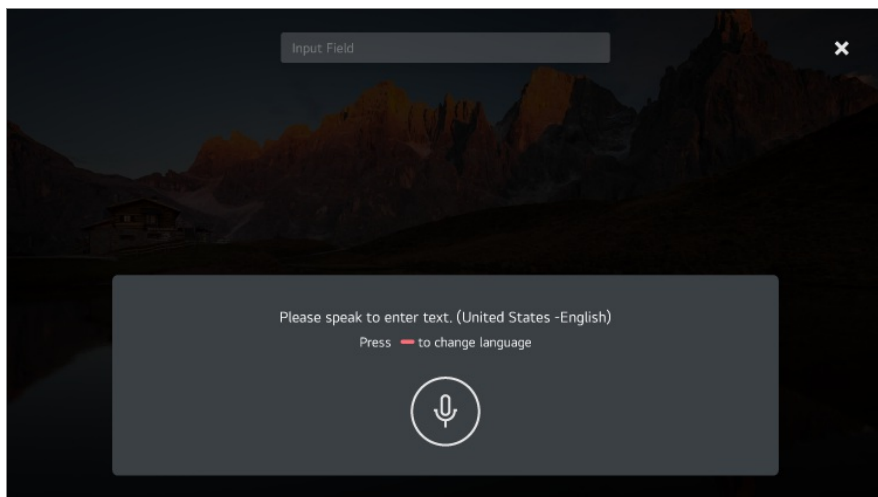 Input Field
Please speak to enter text. (United States -English)
Press to change language